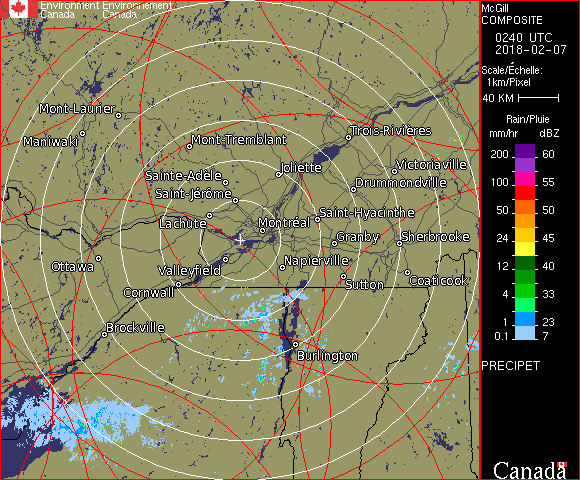 Environment Environnement
Canada Canada
McGill
COMPOSITE
0240 UTC
2018-02-07
Scale/Échelle:
1km/Pixel
40 KM
Rain/Pluie
mm/hr dBZ
200 60
100 55
50 50
24 45
12 40
4 33
1 23
0.1 7
PRECIPET
Canada
Mont-Laurier
Maniwaki
Mont-Tremblant
Trois-Rivières
Sainte-Adèle
Joliette
Victoriaville
Saint-Jérôme
Drummondville
Lachute
Montréal
Saint-Hyacinthe
Granby
Sherbrooke
Ottawa
Valleyfield
Napierville
Cornwall
Sutton
Coaticook
Brockville
Burlington